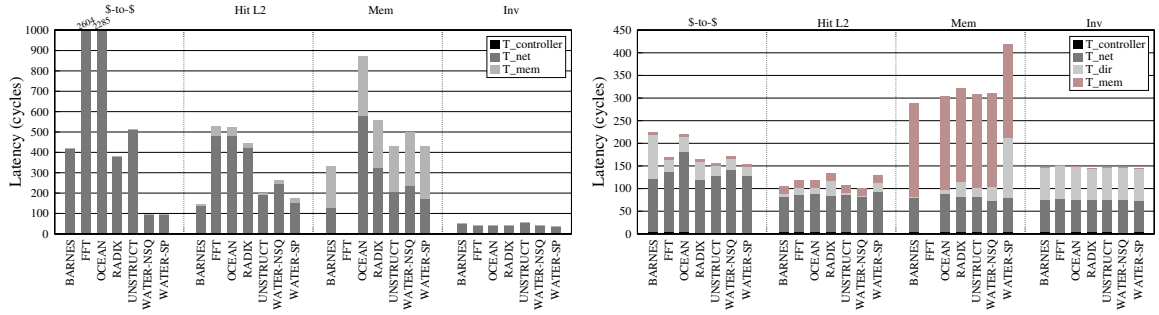 $-to-$ Hit L2 Mem Inv
2604 2285
1000
900
800
700
600
500
400
300
200
100
0
Latency (cycles)
T_controller
T_net
T_mem
BARNES FFT OCEAN RADIX UNSTRUCT WATER-NSQ WATER-SP BARNES FFT OCEAN RADIX UNSTRUCT WATER-NSQ WATER-SP BARNES FFT OCEAN RADIX UNSTRUCT WATER-NSQ WATER-SP BARNES FFT OCEAN RADIX UNSTRUCT WATER-NSQ WATER-SP
$-to-$ Hit L2 Mem Inv
450
400
350
300
250
200
150
100
50
0
Latency (cycles)
T_controller
T_net
T_dir
T_mem
BARNES FFT OCEAN RADIX UNSTRUCT WATER-NSQ WATER-SP BARNES FFT OCEAN RADIX UNSTRUCT WATER-NSQ WATER-SP BARNES FFT OCEAN RADIX UNSTRUCT WATER-NSQ WATER-SP BARNES FFT OCEAN RADIX UNSTRUCT WATER-NSQ WATER-SP